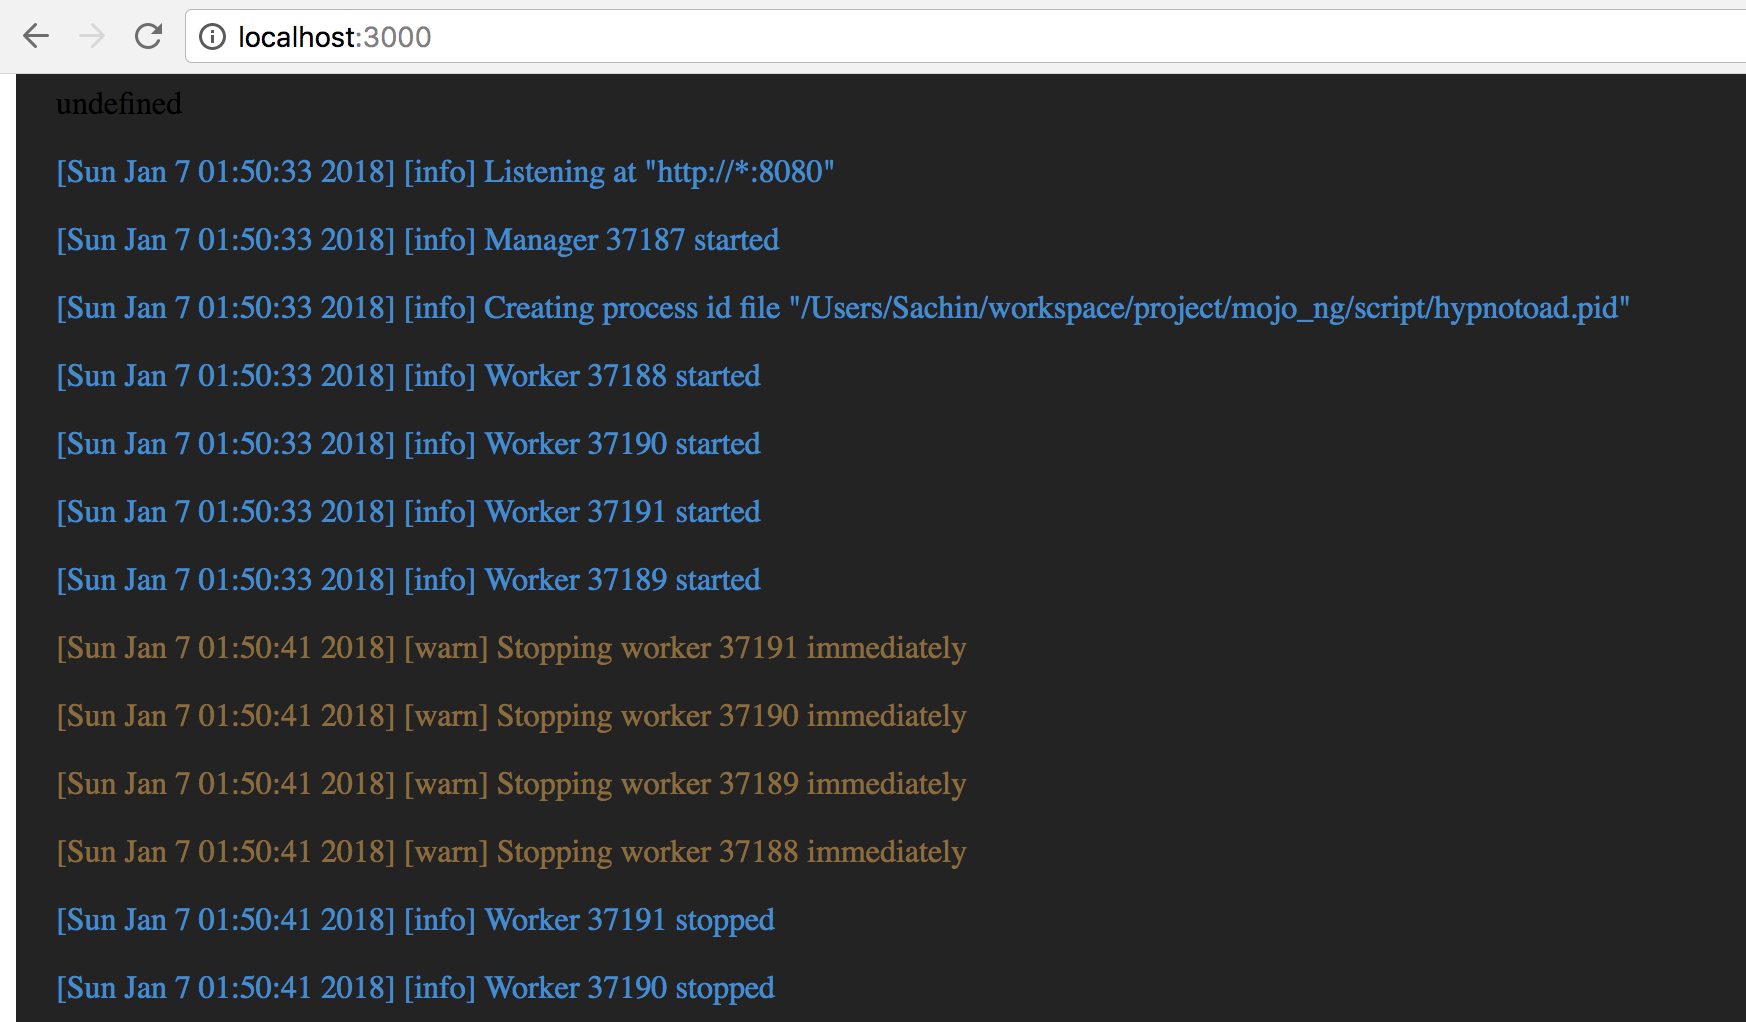 localhost:3000
undefined
[Sun Jan 7 01:50:33 2018] [info] Listening at "http://*:8080"
[Sun Jan 7 01:50:33 2018] [info] Manager 37187 started
[Sun Jan 7 01:50:33 2018] [info] Creating process id file "/Users/Sachin/workspace/project/mojo_ng/script/hypnotoad.pid"
[Sun Jan 7 01:50:33 2018] [info] Worker 37188 started
[Sun Jan 7 01:50:33 2018] [info] Worker 37190 started
[Sun Jan 7 01:50:33 2018] [info] Worker 37191 started
[Sun Jan 7 01:50:33 2018] [info] Worker 37189 started
[Sun Jan 7 01:50:41 2018] [warn] Stopping worker 37191 immediately
[Sun Jan 7 01:50:41 2018] [warn] Stopping worker 37190 immediately
[Sun Jan 7 01:50:41 2018] [warn] Stopping worker 37189 immediately
[Sun Jan 7 01:50:41 2018] [warn] Stopping worker 37188 immediately
[Sun Jan 7 01:50:41 2018] [info] Worker 37191 stopped
[Sun Jan 7 01:50:41 2018] [info] Worker 37190 stopped